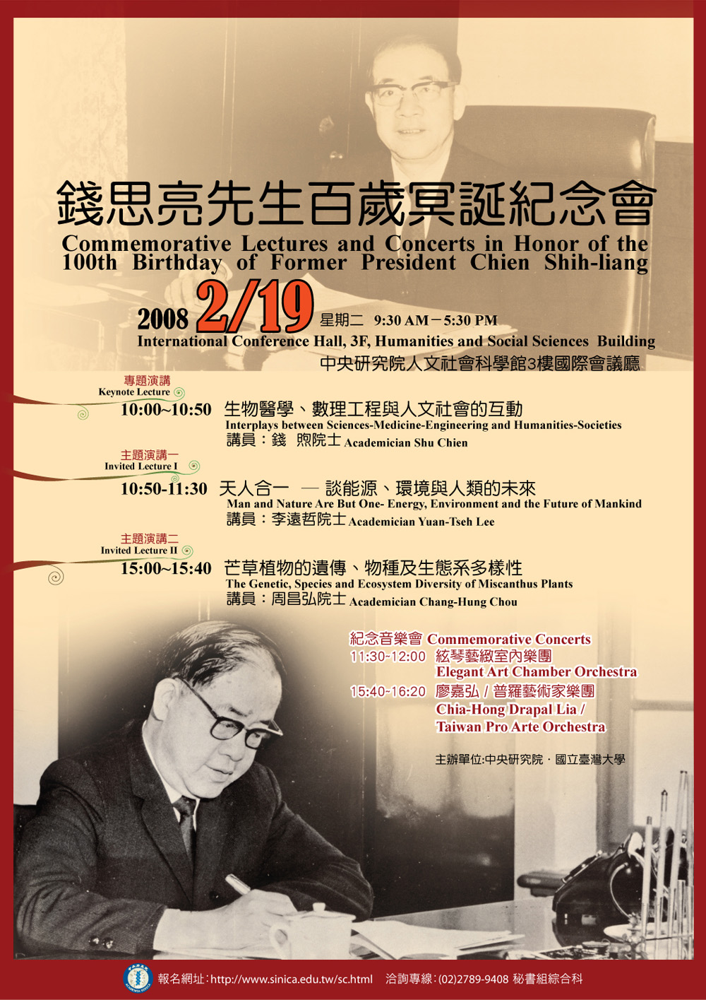 錢思亮先生百歲冥誕紀念會
Commemorative Lectures and Concerts in Honor of the
100th Birthday of Former President Chien Shih-liang
2008 2/19 星期二 9:30 AM－5:30 PM
International Conference Hall, 3F, Humanities and Social Sciences Building
中央研究院人文社會科學館3樓國際會議廳
專題演講
Keynote Lecture
10:00~10:50 生物醫學、數理工程與人文社會的互動
Interplays between Sciences-Medicine-Engineering and Humanities-Societies
講員：錢 煦院士 Academician Shu Chien
主題演講一
Invited Lecture I
10:50-11:30 天人合一 — 談能源、環境與人類的未來
Man and Nature Are But One- Energy, Environment and the Future of Mankind
講員：李遠哲院士 Academician Yuan-Tseh Lee
主題演講二
Invited Lecture II
15:00~15:40 芒草植物的遺傳、物種及生態系多樣性
The Genetic, Species and Ecosystem Diversity of Miscanthus Plants
講員：周昌弘院士 Academician Chang-Hung Chou
紀念音樂會 Commemorative Concerts
11:30~12:00 絃琴藝緻室內樂團
Elegant Art Chamber Orchestra
15:40~16:20 廖嘉弘 / 普羅藝術家樂團
Chia-Hong Drapal Lia /
Taiwan Pro Arte Orchestra
主辦單位:中央研究院．國立臺灣大學
報名網址：http://www.sinica.edu.tw/sc.html 洽詢專線：(02)2789-9408 秘書組綜合科